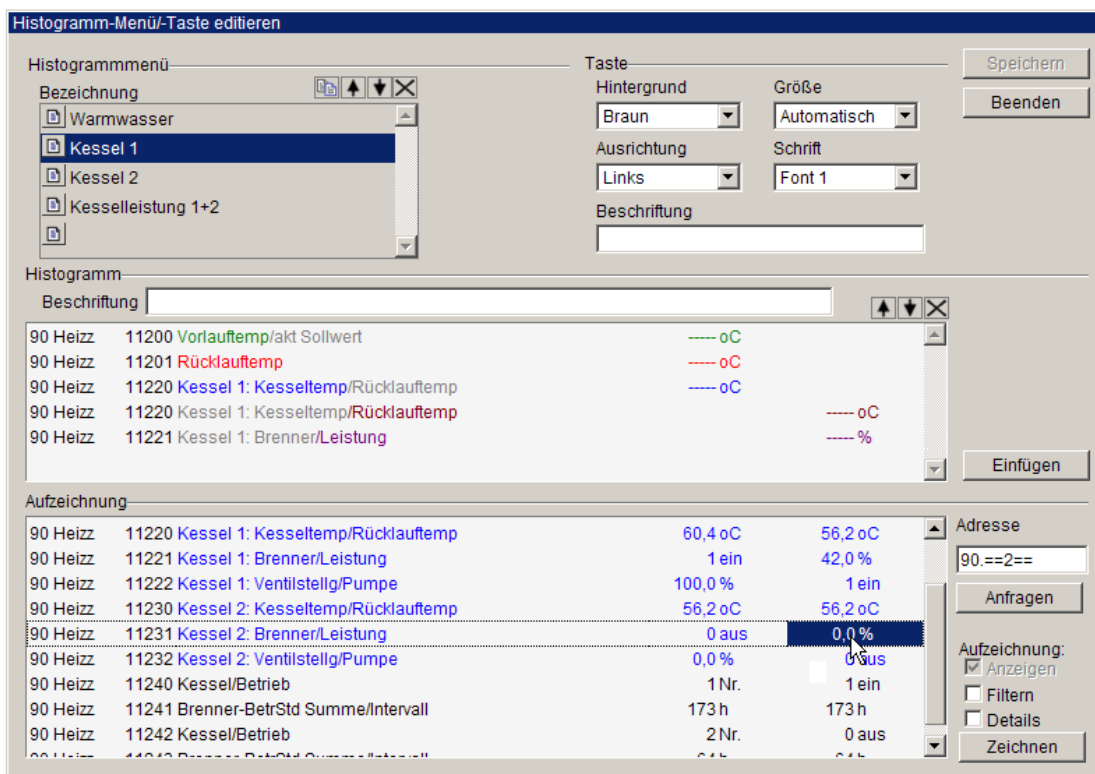 Histogramm-Menü/-Taste editieren
Histogrammmenü
Bezeichnung
Warmwasser
Kessel 1
Kessel 2
Kesselleistung 1+2
Taste
Hintergrund Größe
Braun Automatisch
Ausrichtung Schrift
Links Font 1
Beschriftung
Speichern
Beenden
Histogramm
Beschriftung
90 Heizz 11200 Vorlauftemp/akt Sollwert ----- oC
90 Heizz 11201 Rücklauftemp ----- oC
90 Heizz 11220 Kessel 1: Kesseltemp/Rücklauftemp ----- oC
90 Heizz 11220 Kessel 1: Kesseltemp/Rücklauftemp ----- oC
90 Heizz 11221 Kessel 1: Brenner/Leistung ----- %
Einfügen
Aufzeichnung
90 Heizz 11220 Kessel 1: Kesseltemp/Rücklauftemp 60,4 oC 56,2 oC
90 Heizz 11221 Kessel 1: Brenner/Leistung 1 ein 42,0 %
90 Heizz 11222 Kessel 1: Ventilstellg/Pumpe 100,0 % 1 ein
90 Heizz 11230 Kessel 2: Kesseltemp/Rücklauftemp 56,2 oC 56,2 oC
90 Heizz 11231 Kessel 2: Brenner/Leistung 0 aus 0,0 %
90 Heizz 11232 Kessel 2: Ventilstellg/Pumpe 0,0 % 0 aus
90 Heizz 11240 Kessel/Betrieb 1 Nr. 1 ein
90 Heizz 11241 Brenner-BetrStd Summe/Intervall 173 h 173 h
90 Heizz 11242 Kessel/Betrieb 2 Nr. 0 aus
Adresse
90.==2==
Anfragen
Aufzeichnung:
Anzeigen
Filtern
Details
Zeichnen